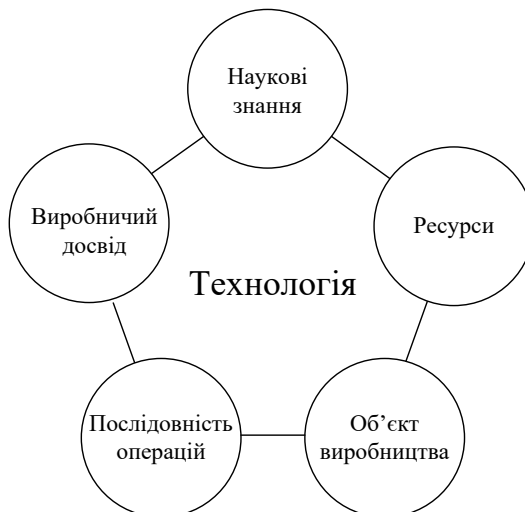 Наукові
знання
Виробничий
досвід
Ресурси
Технологія
Послідовність
операцій
Об’єкт
виробництва